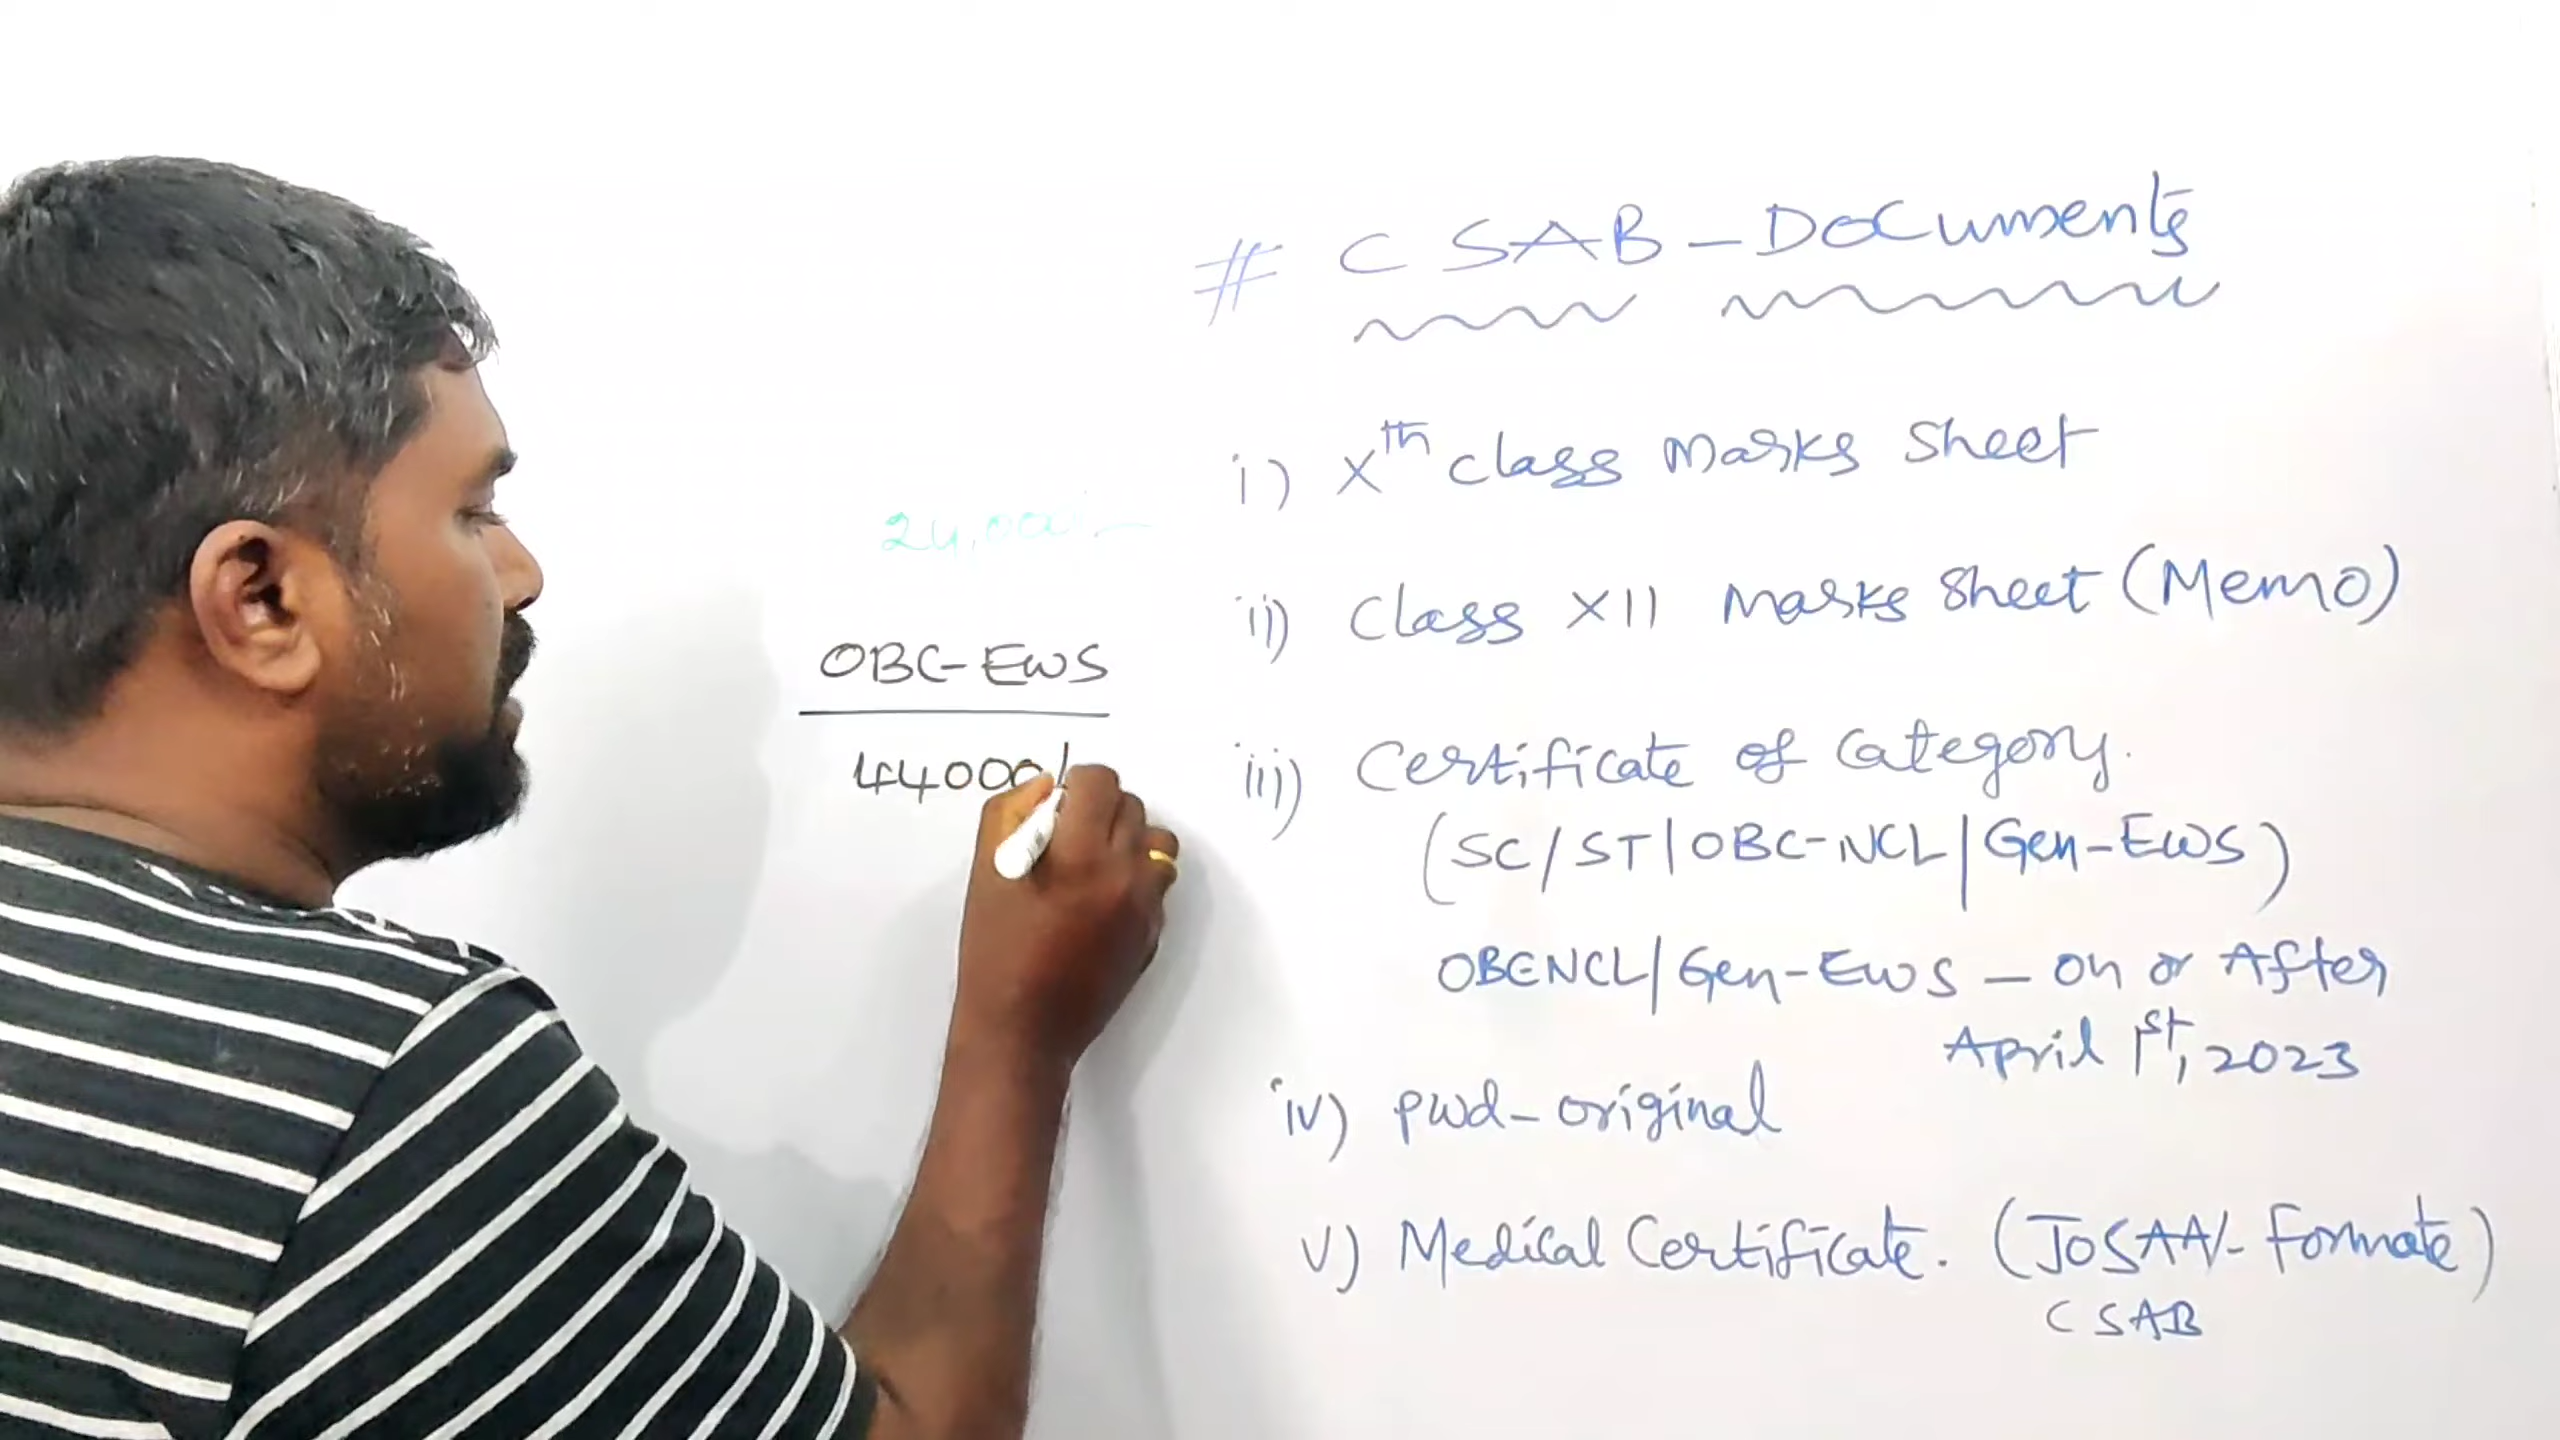 # CSAB - Documents
i) Xth class Marks Sheet
ii) Class XII Marks Sheet (Memo)
iii) Certificate of Category.
(SC/ST/OBC-NCL/Gen-EWS)
OBCNCL/Gen-EWS - On or After
April 1st, 2023
iv) pwd-original
v) Medical Certificate. (JOSAA/- Formate)
CSAB
24,000/-
OBC-EWS
44000/